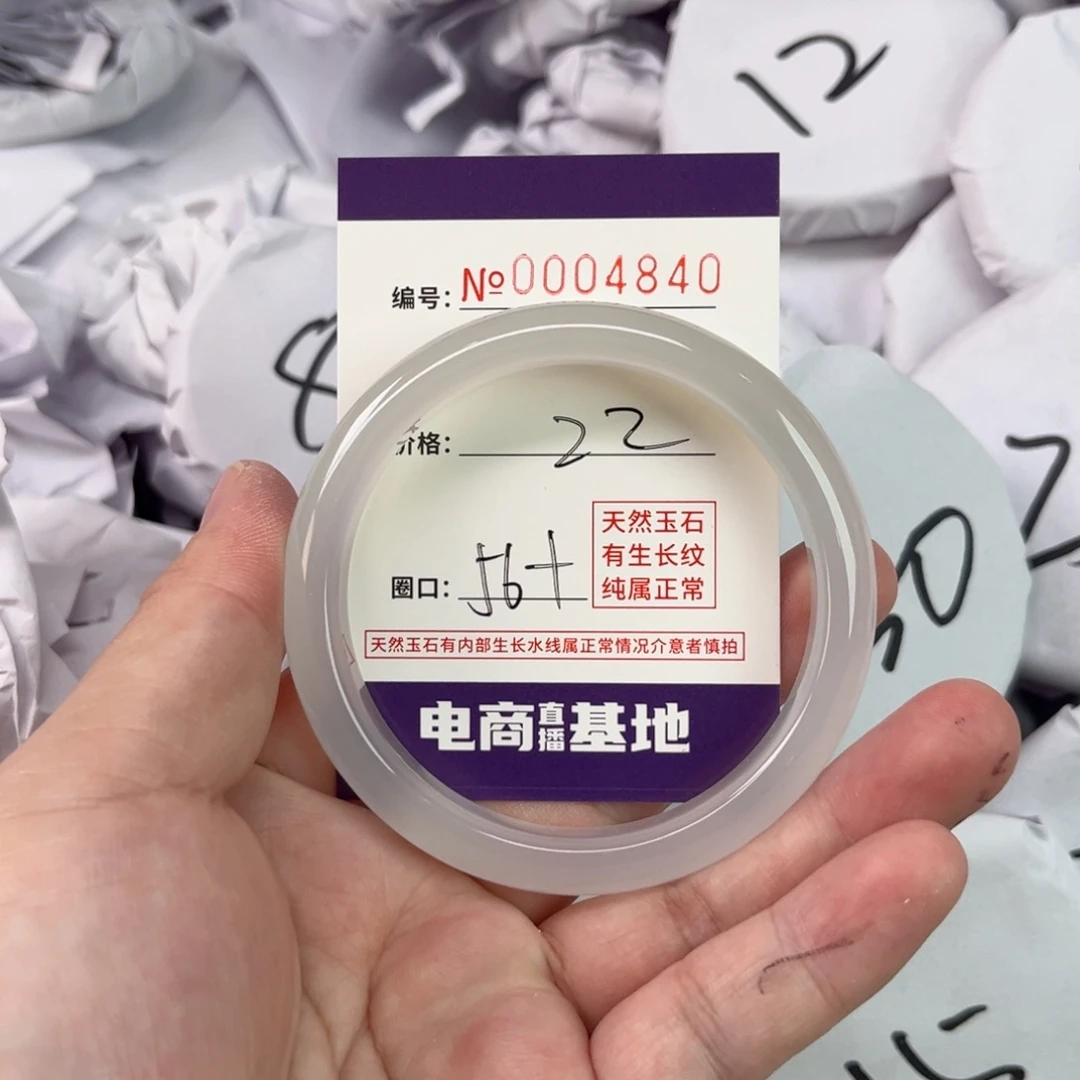 12
编号: №0004840
8
价格: 22
天然玉石
有生长纹
纯属正常
圈口: 56+
天然玉石有内部生长水线属正常情况介意者慎拍
电商直播基地
15